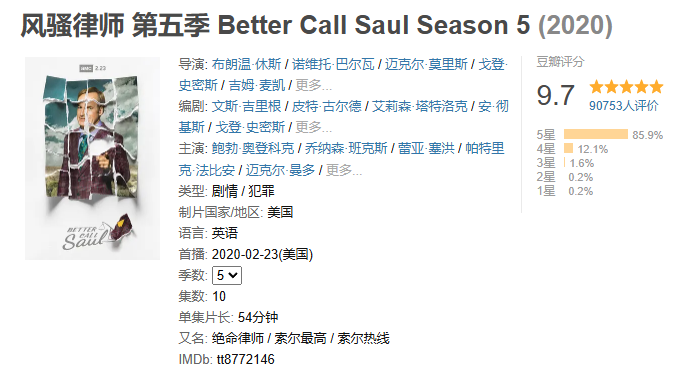 风骚律师 第五季 Better Call Saul Season 5 (2020)
aMC 2.23
BETTER
CALL
Saul
导演: 布朗温·休斯 / 诺维托·巴尔瓦 / 迈克尔·莫里斯 / 戈登·
史密斯 / 吉姆·麦凯 / 更多...
编剧: 文斯·吉里根 / 皮特·古尔德 / 艾莉森·塔特洛克 / 安·彻
基斯 / 戈登·史密斯 / 更多...
主演: 鲍勃·奥登科克 / 乔纳森·班克斯 / 蕾亚·塞洪 / 帕特里
克·法比安 / 迈克尔·曼多 / 更多...
类型: 剧情 / 犯罪
制片国家/地区: 美国
语言: 英语
首播: 2020-02-23(美国)
季数: 5
集数: 10
单集片长: 54分钟
又名: 绝命律师 / 索尔最高 / 索尔热线
IMDb: tt8772146
豆瓣评分
9.7
90753人评价
5星 85.9%
4星 12.1%
3星 1.6%
2星 0.2%
1星 0.2%